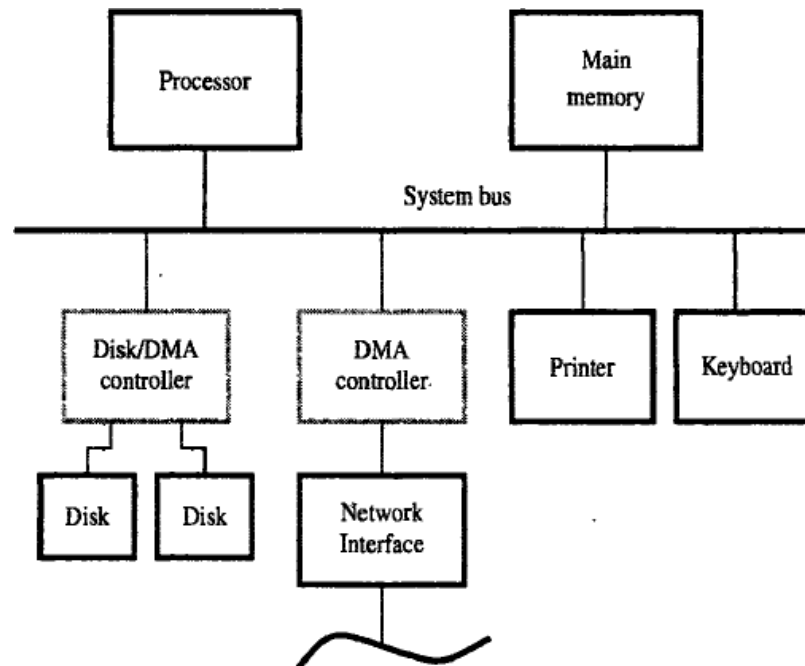 Processor
Main
memory
System bus
Disk/DMA
controller
DMA
controller
Printer
Keyboard
Disk
Disk
Network
Interface